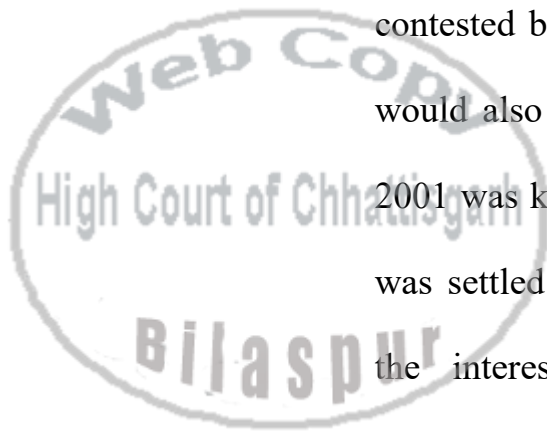 contested b
Web Copy
would also
High Court of Chhattisgarh
2001 was k
was settled
Bilaspur
the interes